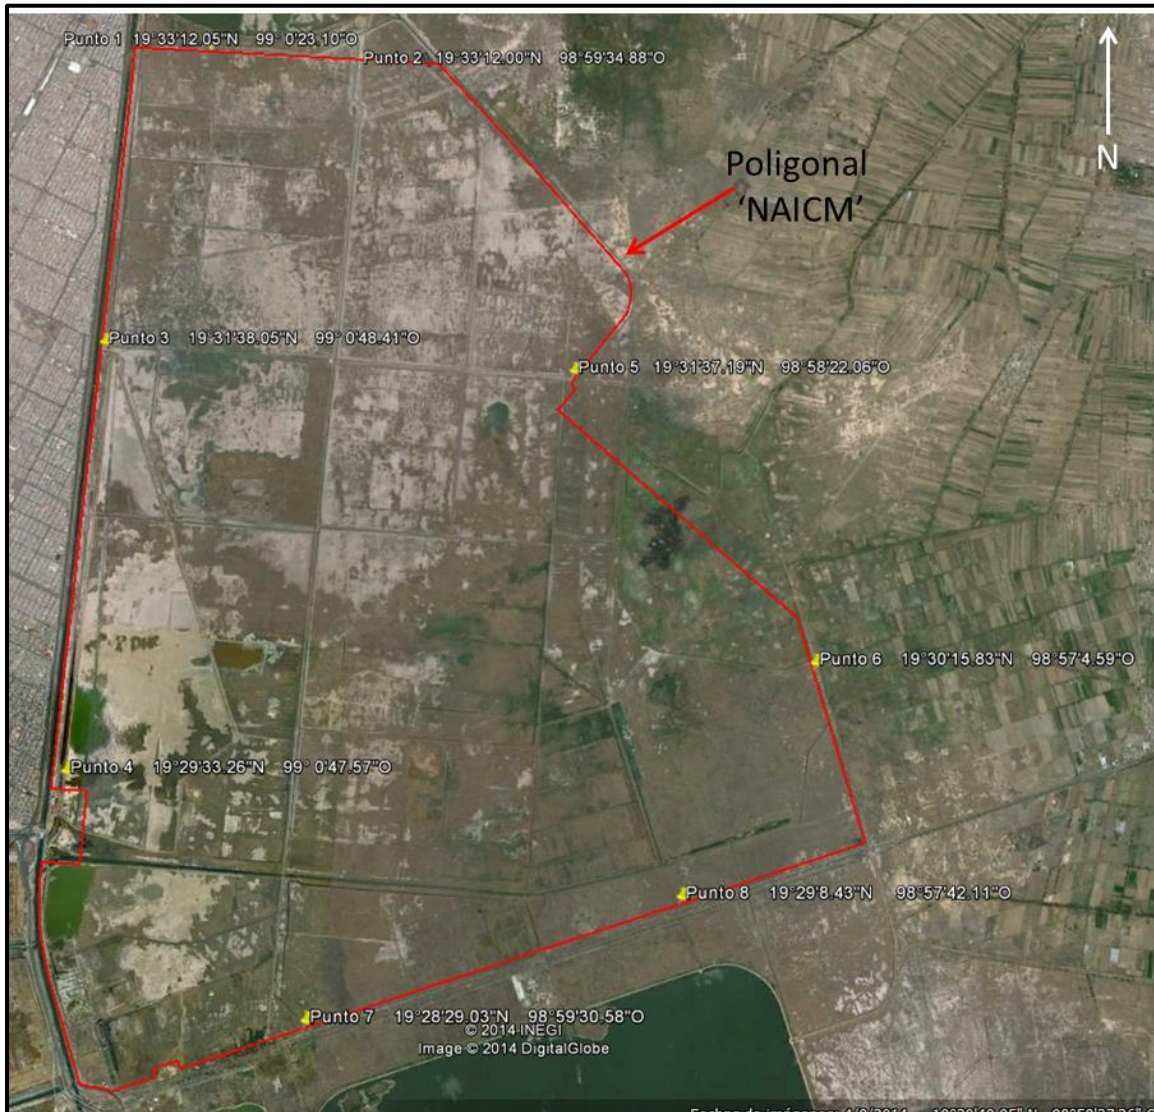 Punto 1 19°33'12.05"N 99° 0'23.10"O
Punto 2 19°33'12.00"N 98°59'34.88"O
N
Poligonal
‘NAICM’
Punto 3 19°31'38.05"N 99° 0'48.41"O
Punto 5 19°31'37.19"N 98°58'22.06"O
Punto 6 19°30'15.83"N 98°57'4.59"O
Punto 4 19°29'33.26"N 99° 0'47.57"O
Punto 8 19°29'8.43"N 98°57'42.11"O
Punto 7 19°28'29.03"N 98°59'30.58"O
© 2014 INEGI
Image © 2014 DigitalGlobe